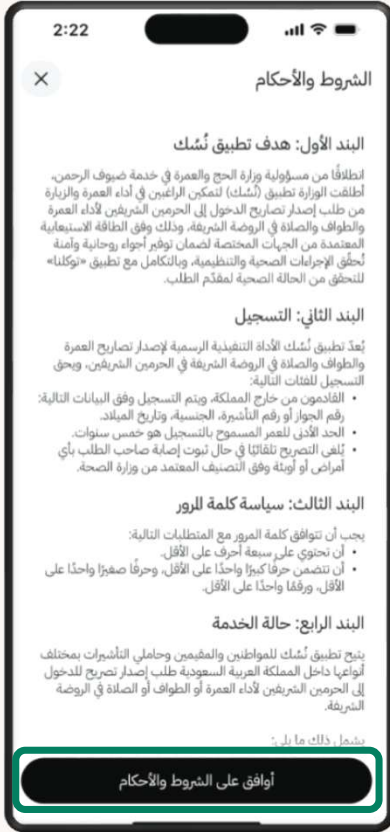 2:22
الشروط والأحكام
البند الأول: هدف تطبيق نُسُك
انطلاقًا من مسؤولية وزارة الحج والعمرة في خدمة ضيوف الرحمن،
أطلقت الوزارة تطبيق (نُسُك) لتمكين الراغبين في أداء العمرة والزيارة
من طلب إصدار تصاريح الدخول إلى الحرمين الشريفين لأداء العمرة
والطواف والصلاة في الروضة الشريفة، وذلك وفق الطاقة الاستيعابية
المعتمدة من الجهات المختصة لضمان توفير أجواء روحانية وآمنة
تُحقّق الإجراءات الصحية والتنظيمية، وبالتكامل مع تطبيق «توكلنا»
للتحقق من الحالة الصحية لمقدّم الطلب.
البند الثاني: التسجيل
يُعدّ تطبيق نُسُك الأداة التنفيذية الرسمية لإصدار تصاريح العمرة
والطواف والصلاة في الروضة الشريفة في الحرمين الشريفين، ويحق
التسجيل للفئات التالية:
• القادمون من خارج المملكة، ويتم التسجيل وفق البيانات التالية:
رقم الجواز أو رقم التأشيرة، الجنسية، وتاريخ الميلاد.
• الحد الأدنى للعمر المسموح بالتسجيل هو خمس سنوات.
• يُلغى التصريح تلقائيًا في حال ثبوت إصابة صاحب الطلب بأي
أمراض أو أوبئة وفق التصنيف المعتمد من وزارة الصحة.
البند الثالث: سياسة كلمة المرور
يجب أن تتوافق كلمة المرور مع المتطلبات التالية:
• أن تحتوي على سبعة أحرف على الأقل.
• أن تتضمن حرفًا كبيرًا واحدًا على الأقل، وحرفًا صغيرًا واحدًا على
الأقل، ورقمًا واحدًا على الأقل.
البند الرابع: حالة الخدمة
يتيح تطبيق نُسُك للمواطنين والمقيمين وحاملي التأشيرات بمختلف
أنواعها داخل المملكة العربية السعودية طلب إصدار تصريح للدخول
إلى الحرمين الشريفين لأداء العمرة أو الطواف أو الصلاة في الروضة
الشريفة.
يشمل ذلك ما يلي:
أوافق على الشروط والأحكام